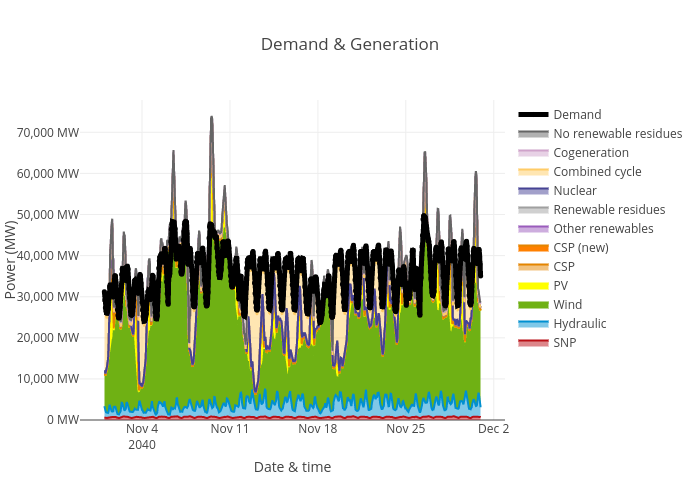 Demand & Generation
Power (MW)
70,000 MW
60,000 MW
50,000 MW
40,000 MW
30,000 MW
20,000 MW
10,000 MW
0 MW
Nov 4
2040
Nov 11
Nov 18
Nov 25
Dec 2
Date & time
Demand
No renewable residues
Cogeneration
Combined cycle
Nuclear
Renewable residues
Other renewables
CSP (new)
CSP
PV
Wind
Hydraulic
SNP